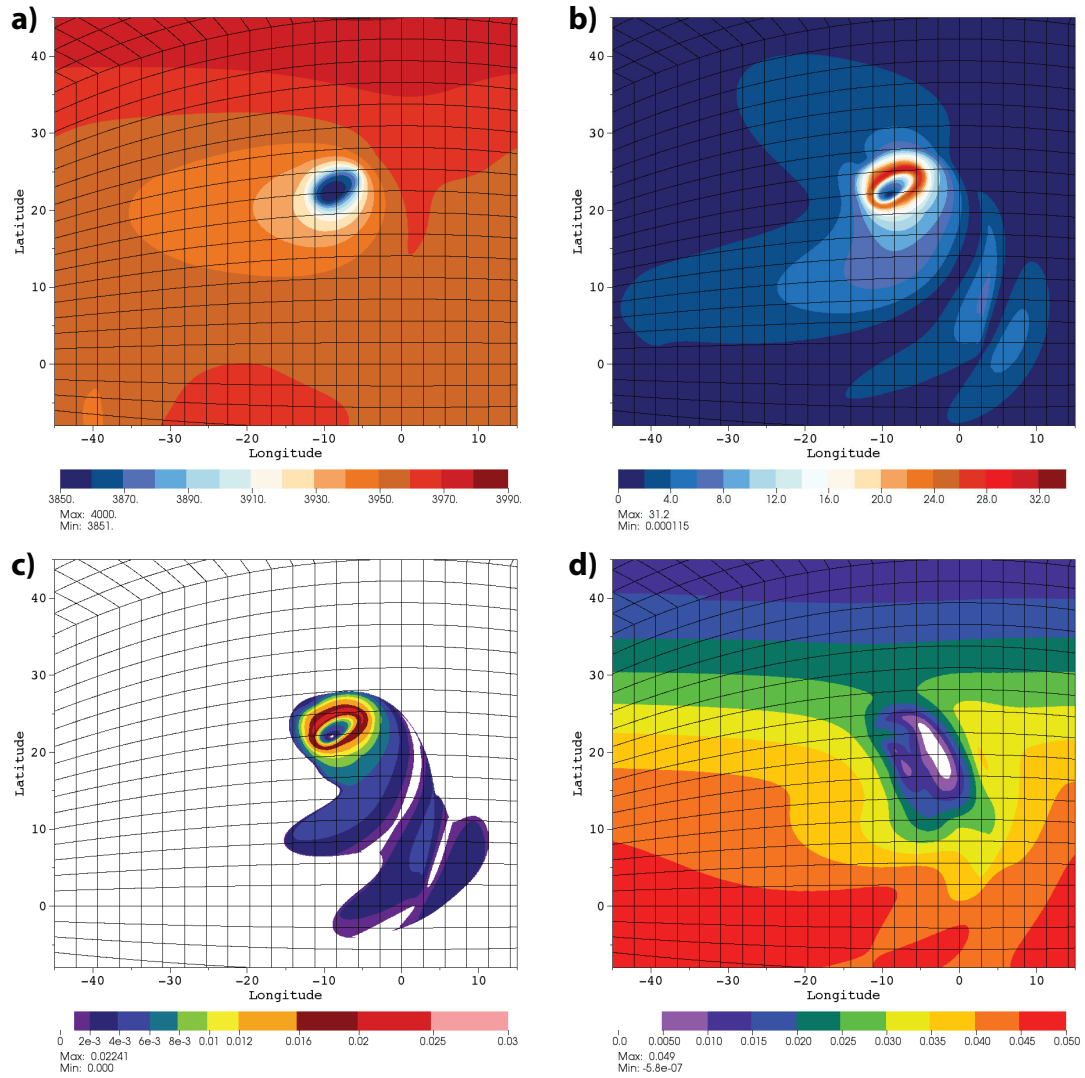 a)
40
30
20
10
0
Latitude
−40 −30 −20 −10 0 10
Longitude
3850. 3870. 3890. 3910. 3930. 3950. 3970. 3990.
Max: 4000.
Min: 3851.
b)
40
30
20
10
0
Latitude
−40 −30 −20 −10 0 10
Longitude
0 4.0 8.0 12.0 16.0 20.0 24.0 28.0 32.0
Max: 31.2
Min: 0.000115
c)
40
30
20
10
0
Latitude
−40 −30 −20 −10 0 10
Longitude
0 2e-3 4e-3 6e-3 8e-3 0.01 0.012 0.016 0.02 0.025 0.03
Max: 0.02241
Min: 0.000
d)
40
30
20
10
0
Latitude
−40 −30 −20 −10 0 10
Longitude
0.0 0.0050 0.010 0.015 0.020 0.025 0.030 0.035 0.040 0.045 0.050
Max: 0.049
Min: -5.8e-07